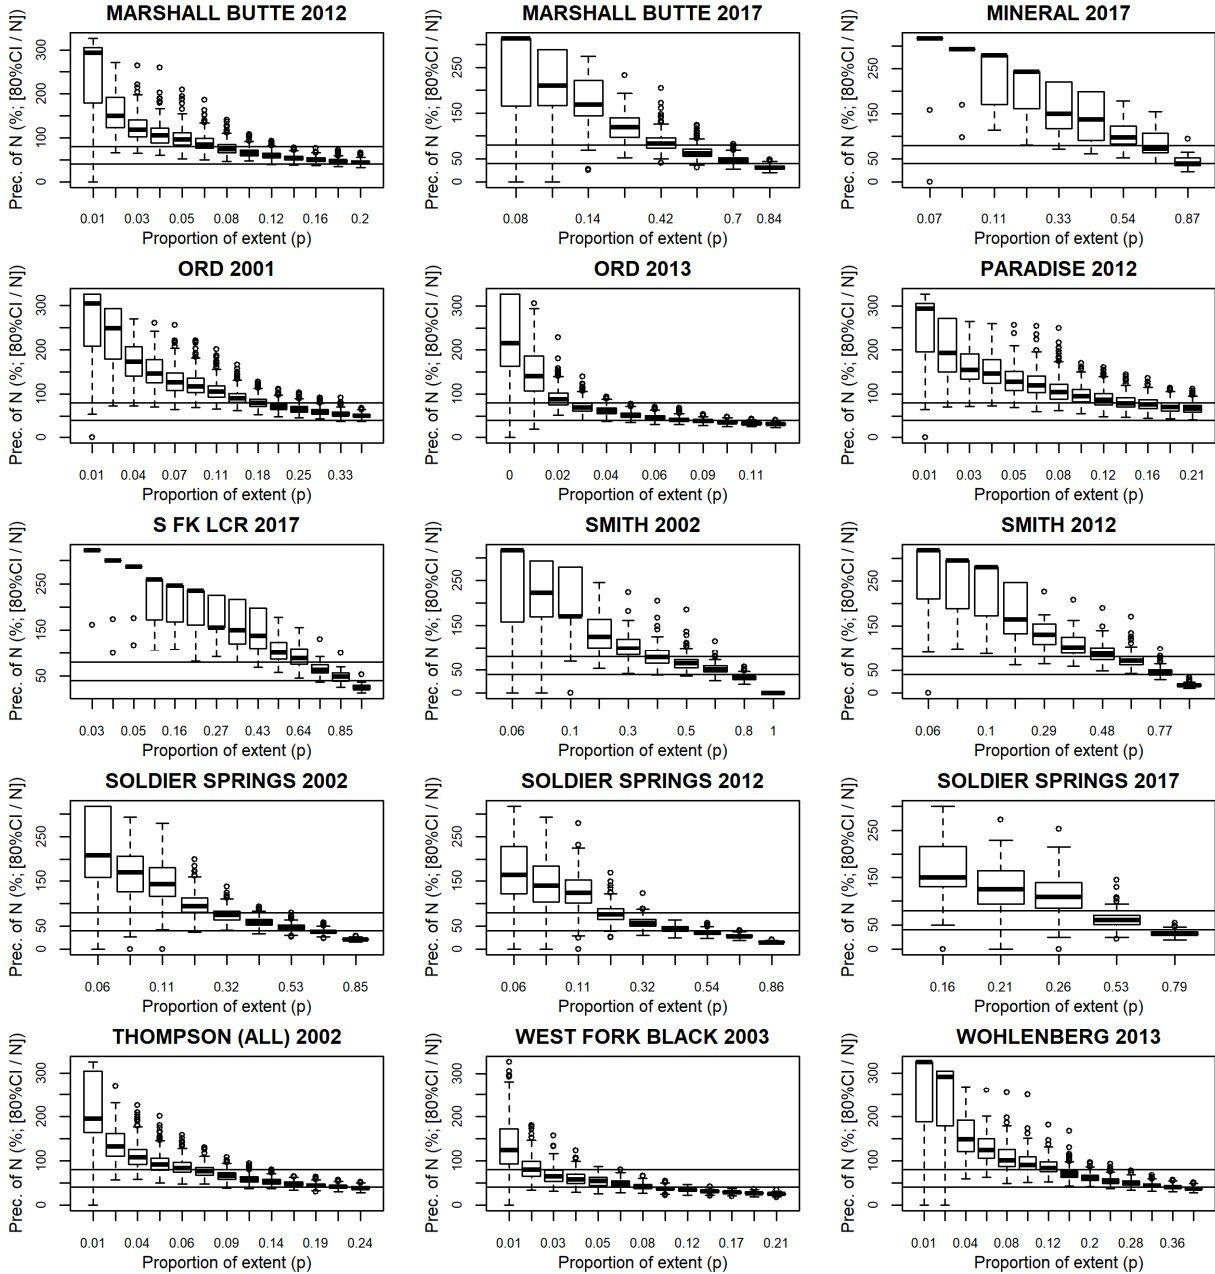 MARSHALL BUTTE 2012
Prec. of N (%; [80%CI / N])
0 100 200 300
0.01 0.03 0.05 0.08 0.12 0.16 0.2
Proportion of extent (p)
MARSHALL BUTTE 2017
Prec. of N (%; [80%CI / N])
0 50 150 250
0.08 0.14 0.42 0.7 0.84
Proportion of extent (p)
MINERAL 2017
Prec. of N (%; [80%CI / N])
0 50 150 250
0.07 0.11 0.33 0.54 0.87
Proportion of extent (p)
ORD 2001
Prec. of N (%; [80%CI / N])
0 100 200 300
0.01 0.04 0.07 0.11 0.18 0.25 0.33
Proportion of extent (p)
ORD 2013
Prec. of N (%; [80%CI / N])
0 100 200 300
0 0.02 0.04 0.06 0.09 0.11
Proportion of extent (p)
PARADISE 2012
Prec. of N (%; [80%CI / N])
0 100 200 300
0.01 0.03 0.05 0.08 0.12 0.16 0.21
Proportion of extent (p)
S FK LCR 2017
Prec. of N (%; [80%CI / N])
50 150 250
0.03 0.05 0.16 0.27 0.43 0.64 0.85
Proportion of extent (p)
SMITH 2002
Prec. of N (%; [80%CI / N])
0 50 150 250
0.06 0.1 0.3 0.5 0.8 1
Proportion of extent (p)
SMITH 2012
Prec. of N (%; [80%CI / N])
0 50 150 250
0.06 0.1 0.29 0.48 0.77
Proportion of extent (p)
SOLDIER SPRINGS 2002
Prec. of N (%; [80%CI / N])
0 50 150 250
0.06 0.11 0.32 0.53 0.85
Proportion of extent (p)
SOLDIER SPRINGS 2012
Prec. of N (%; [80%CI / N])
0 50 150 250
0.06 0.11 0.32 0.54 0.86
Proportion of extent (p)
SOLDIER SPRINGS 2017
Prec. of N (%; [80%CI / N])
0 50 150 250
0.16 0.21 0.26 0.53 0.79
Proportion of extent (p)
THOMPSON (ALL) 2002
Prec. of N (%; [80%CI / N])
0 100 200 300
0.01 0.04 0.06 0.09 0.14 0.19 0.24
Proportion of extent (p)
WEST FORK BLACK 2003
Prec. of N (%; [80%CI / N])
0 100 200 300
0.01 0.03 0.05 0.08 0.12 0.17 0.21
Proportion of extent (p)
WOHLENBERG 2013
Prec. of N (%; [80%CI / N])
0 100 200 300
0.01 0.04 0.08 0.12 0.2 0.28 0.36
Proportion of extent (p)